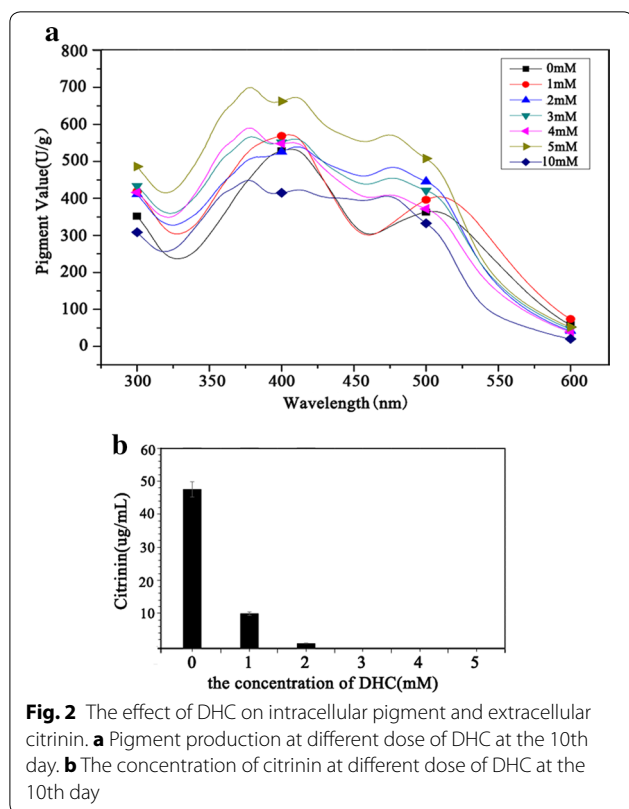 a
800
700
600
500
400
300
200
100
0
Pigment Value(U/g)
0mM
1mM
2mM
3mM
4mM
5mM
10mM
300 350 400 450 500 550 600
Wavelength(nm)
b
60
50
40
30
20
10
Citrinin(ug/mL)
0 1 2 3 4 5
the concentration of DHC(mM)
Fig. 2 The effect of DHC on intracellular pigment and extracellular
citrinin. a Pigment production at different dose of DHC at the 10th
day. b The concentration of citrinin at different dose of DHC at the
10th day